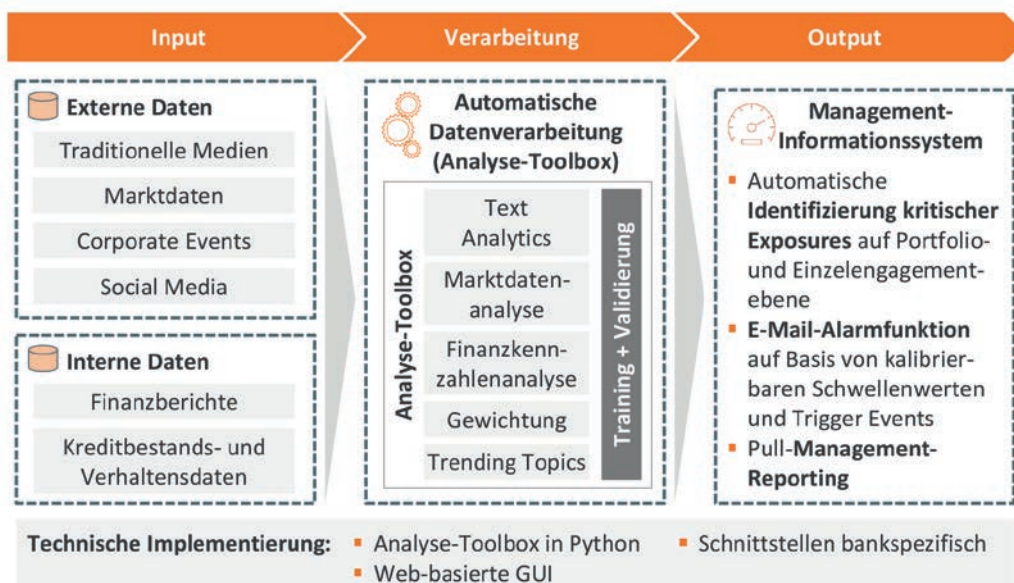 Input
Verarbeitung
Output
Externe Daten
Traditionelle Medien
Marktdaten
Corporate Events
Social Media
Interne Daten
Finanzberichte
Kreditbestands- und
Verhaltensdaten
Automatische
Datenverarbeitung
(Analyse-Toolbox)
Analyse-Toolbox
Text
Analytics
Marktdaten-
analyse
Finanzkenn-
zahlenanalyse
Gewichtung
Trending Topics
Training + Validierung
Management-
Informationssystem
▪ Automatische
Identifizierung kritischer
Exposures auf Portfolio-
und Einzelengagement-
ebene
▪ E-Mail-Alarmfunktion
auf Basis von kalibrier-
baren Schwellenwerten
und Trigger Events
▪ Pull-Management-
Reporting
Technische Implementierung:
▪ Analyse-Toolbox in Python
▪ Web-basierte GUI
▪ Schnittstellen bankspezifisch